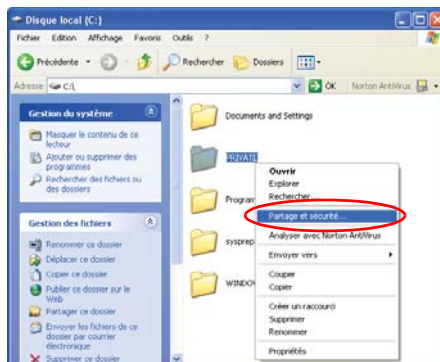 Disque local (C:)
Fichier Edition Affichage Favoris Outils ?
Précédente Rechercher Dossiers
Adresse C:\ OK Norton AntiVirus
Gestion du système
Masquer le contenu de ce
lecteur
Ajouter ou supprimer des
programmes
Rechercher des fichiers ou
des dossiers
Gestion des fichiers
Renommer ce dossier
Déplacer ce dossier
Copier ce dossier
Publier ce dossier sur le
Web
Partager ce dossier
Envoyer les fichiers de ce
dossier par courrier
électronique
Supprimer ce dossier
Documents and Settings
PRIVATE
Program
sysprep
WINDO
Ouvrir
Explorer
Rechercher...
Partage et sécurité...
Analyser avec Norton AntiVirus
Envoyer vers
Couper
Copier
Créer un raccourci
Supprimer
Renommer
Propriétés